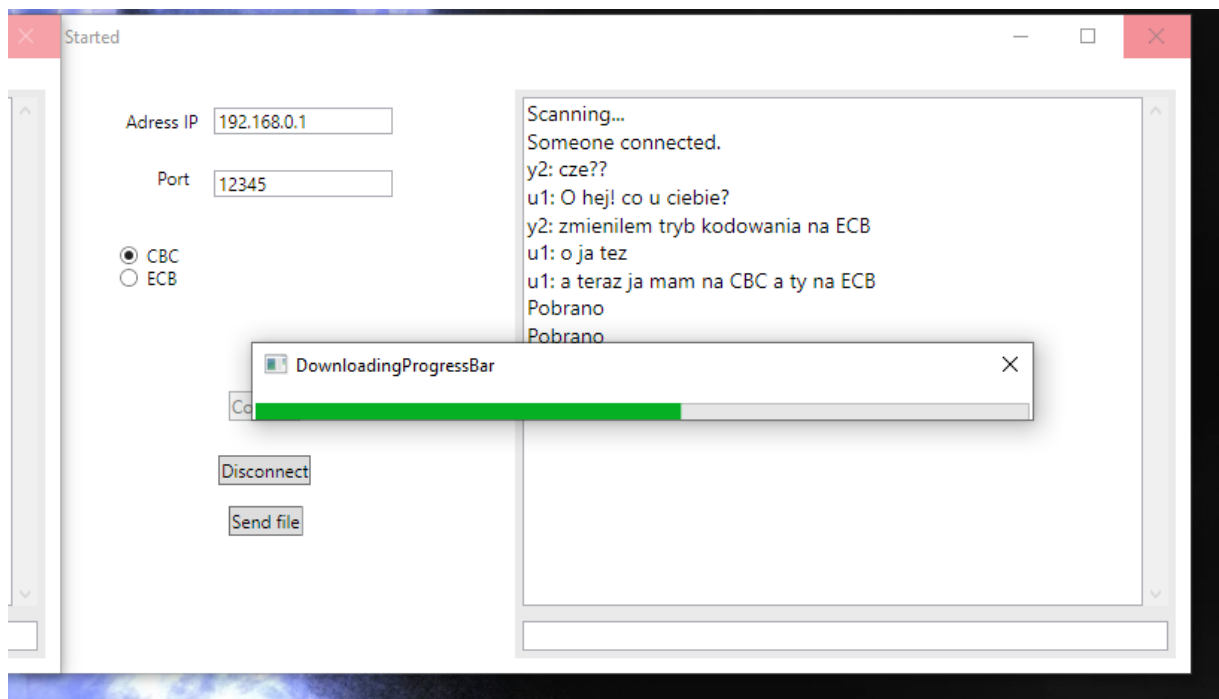 Started
Adress IP
192.168.0.1
Port
12345
CBC
ECB
Scanning...
Someone connected.
y2: cze??
u1: O hej! co u ciebie?
y2: zmienilem tryb kodowania na ECB
u1: o ja tez
u1: a teraz ja mam na CBC a ty na ECB
Pobrano
Pobrano
DownloadingProgressBar
Disconnect
Send file